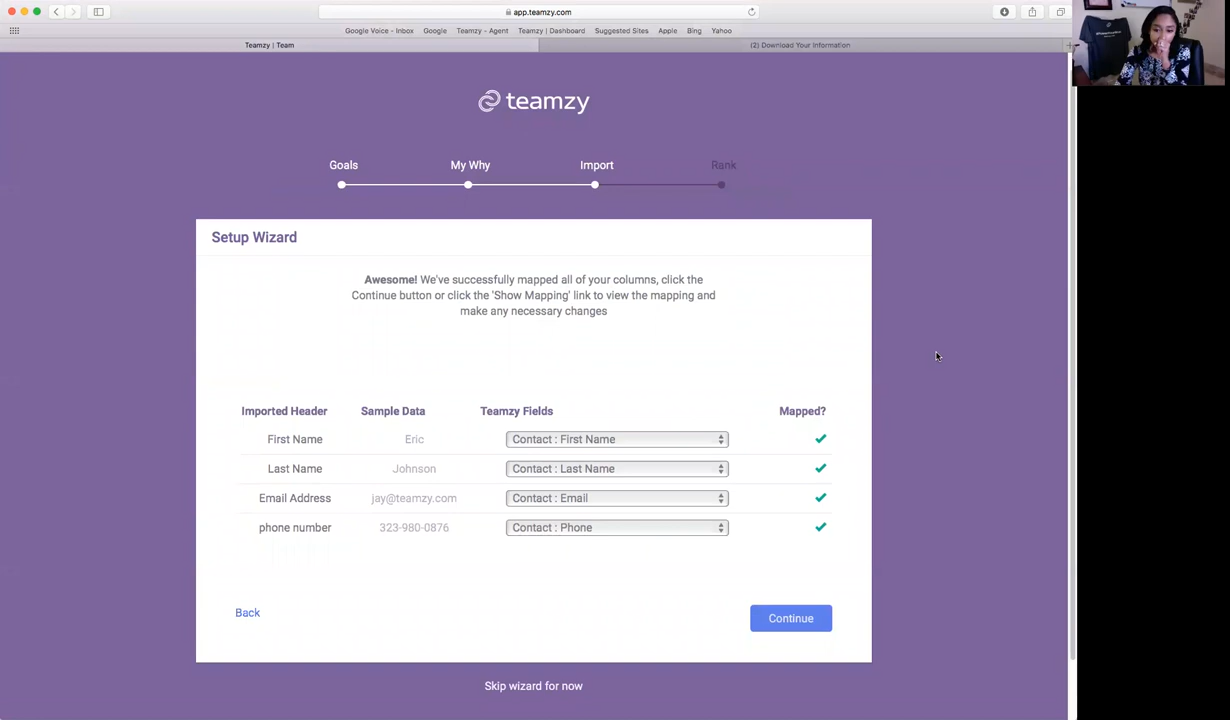 app.teamzy.com
Google Voice - Inbox Google Teamzy - Agent Teamzy | Dashboard Suggested Sites Apple Bing Yahoo
Teamzy | Team (2) Download Your Information
teamzy
Goals My Why Import Rank
Setup Wizard
Awesome! We've successfully mapped all of your columns, click the
Continue button or click the 'Show Mapping' link to view the mapping and
make any necessary changes
Imported Header Sample Data Teamzy Fields Mapped?
First Name Eric Contact : First Name
Last Name Johnson Contact : Last Name
Email Address jay@teamzy.com Contact : Email
phone number 323-980-0876 Contact : Phone
Back Continue
Skip wizard for now